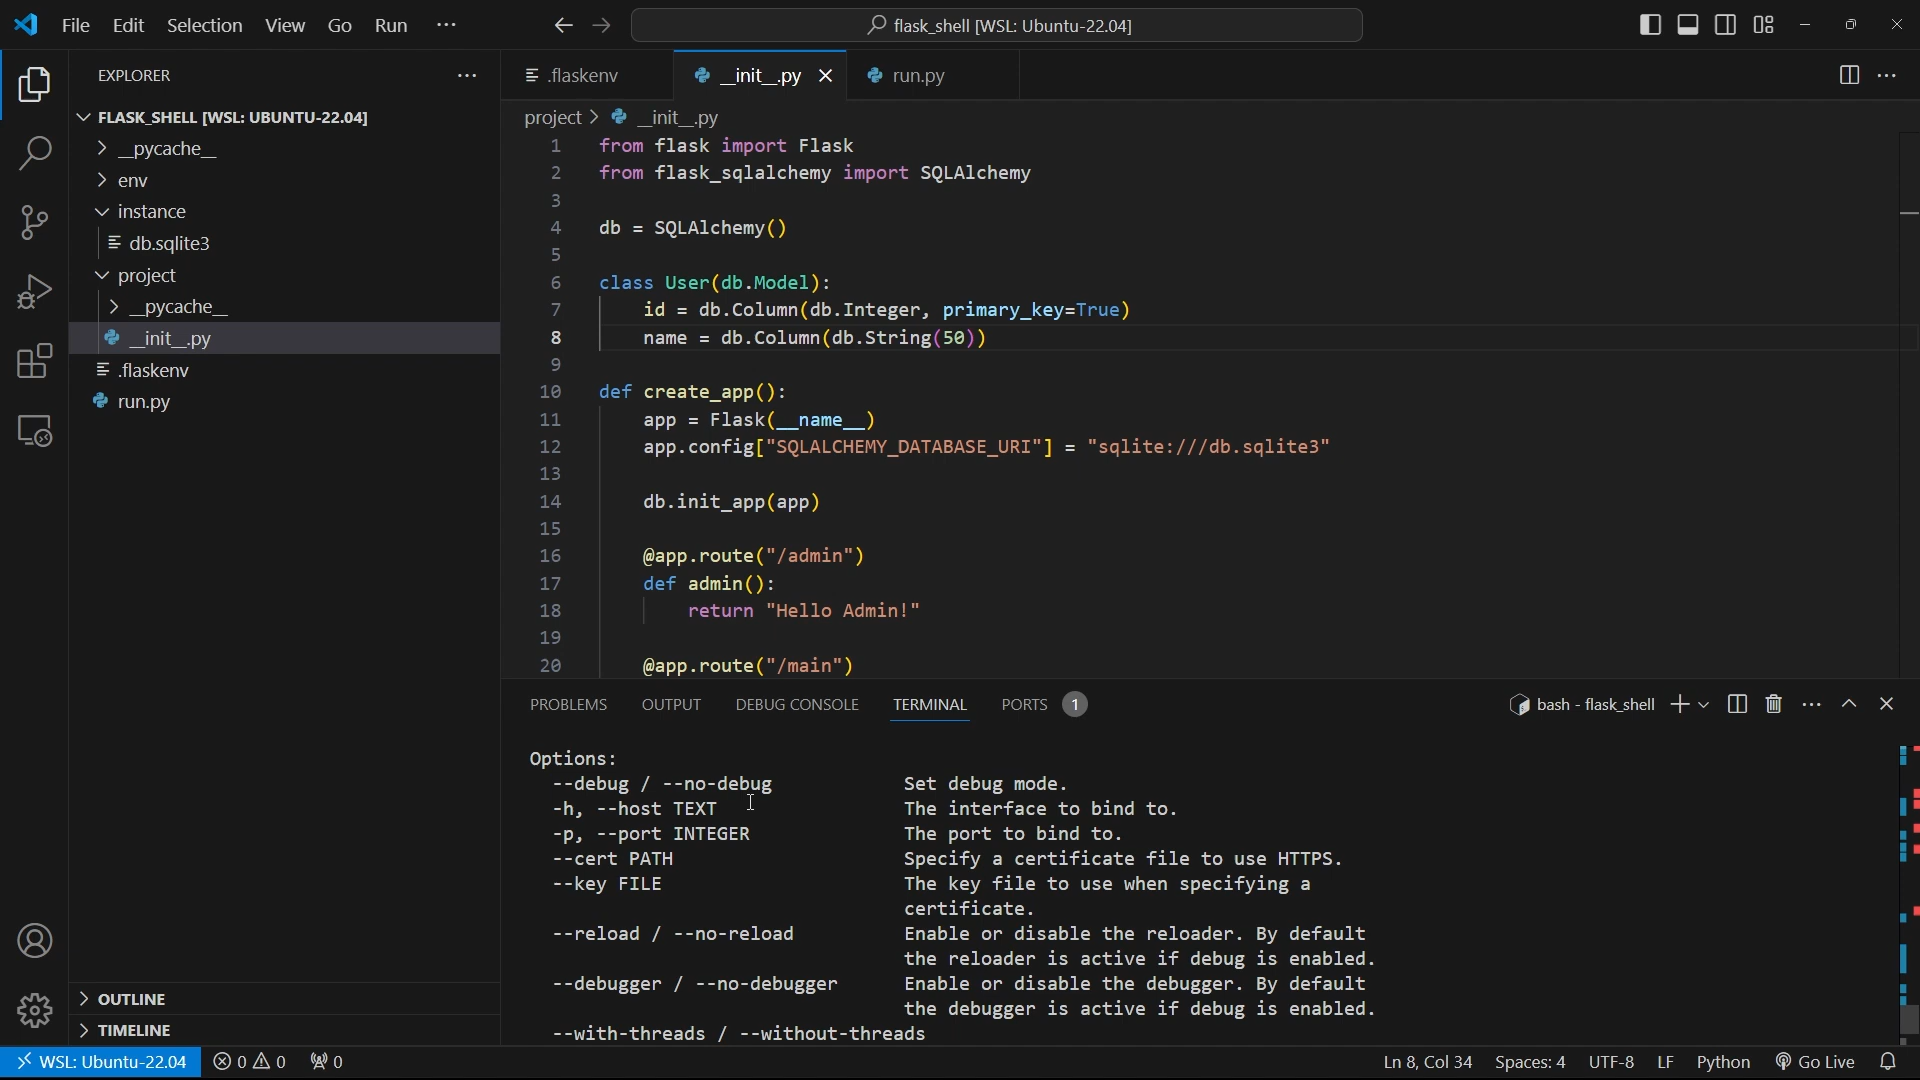 File Edit Selection View Go Run ···
flask_shell [WSL: Ubuntu-22.04]
EXPLORER
FLASK_SHELL [WSL: UBUNTU-22.04]
__pycache__
env
instance
db.sqlite3
project
__pycache__
__init__.py
.flaskenv
run.py
OUTLINE
TIMELINE
.flaskenv __init__.py run.py
project > __init__.py
1 from flask import Flask
2 from flask_sqlalchemy import SQLAlchemy
3
4 db = SQLAlchemy()
5
6 class User(db.Model):
7 id = db.Column(db.Integer, primary_key=True)
8 name = db.Column(db.String(50))
9
10 def create_app():
11 app = Flask(__name__)
12 app.config["SQLALCHEMY_DATABASE_URI"] = "sqlite:///db.sqlite3"
13
14 db.init_app(app)
15
16 @app.route("/admin")
17 def admin():
18 return "Hello Admin!"
19
20 @app.route("/main")
PROBLEMS OUTPUT DEBUG CONSOLE TERMINAL PORTS 1
bash - flask_shell
Options:
--debug / --no-debug Set debug mode.
-h, --host TEXT The interface to bind to.
-p, --port INTEGER The port to bind to.
--cert PATH Specify a certificate file to use HTTPS.
--key FILE The key file to use when specifying a
certificate.
--reload / --no-reload Enable or disable the reloader. By default
the reloader is active if debug is enabled.
--debugger / --no-debugger Enable or disable the debugger. By default
the debugger is active if debug is enabled.
--with-threads / --without-threads
WSL: Ubuntu-22.04 0 0 0 Ln 8, Col 34 Spaces: 4 UTF-8 LF Python Go Live